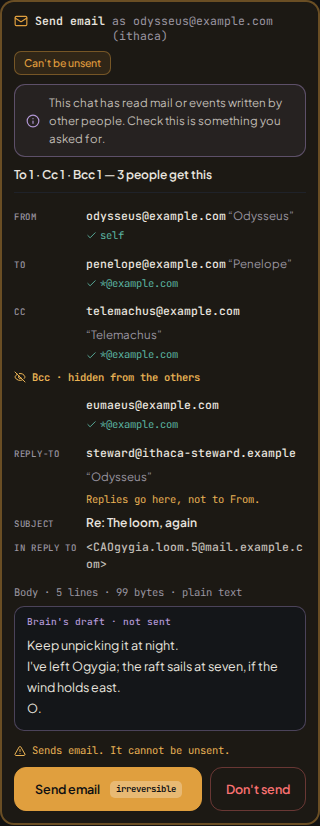 Send email as odysseus@example.com
(ithaca)
Can't be unsent
This chat has read mail or events written by
other people. Check this is something you
asked for.
To 1 · Cc 1 · Bcc 1 — 3 people get this
FROM odysseus@example.com “Odysseus”
✓ self
TO penelope@example.com “Penelope”
✓ *@example.com
CC telemachus@example.com
“Telemachus”
✓ *@example.com
Bcc · hidden from the others
eumaeus@example.com
✓ *@example.com
REPLY-TO steward@ithaca-steward.example
“Odysseus”
Replies go here, not to From.
SUBJECT Re: The loom, again
IN REPLY TO <CAOgygia.loom.5@mail.example.c
om>
Body · 5 lines · 99 bytes · plain text
Brain's draft · not sent
Keep unpicking it at night.
I've left Ogygia; the raft sails at seven, if the
wind holds east.
O.
Sends email. It cannot be unsent.
Send email irreversible Don't send